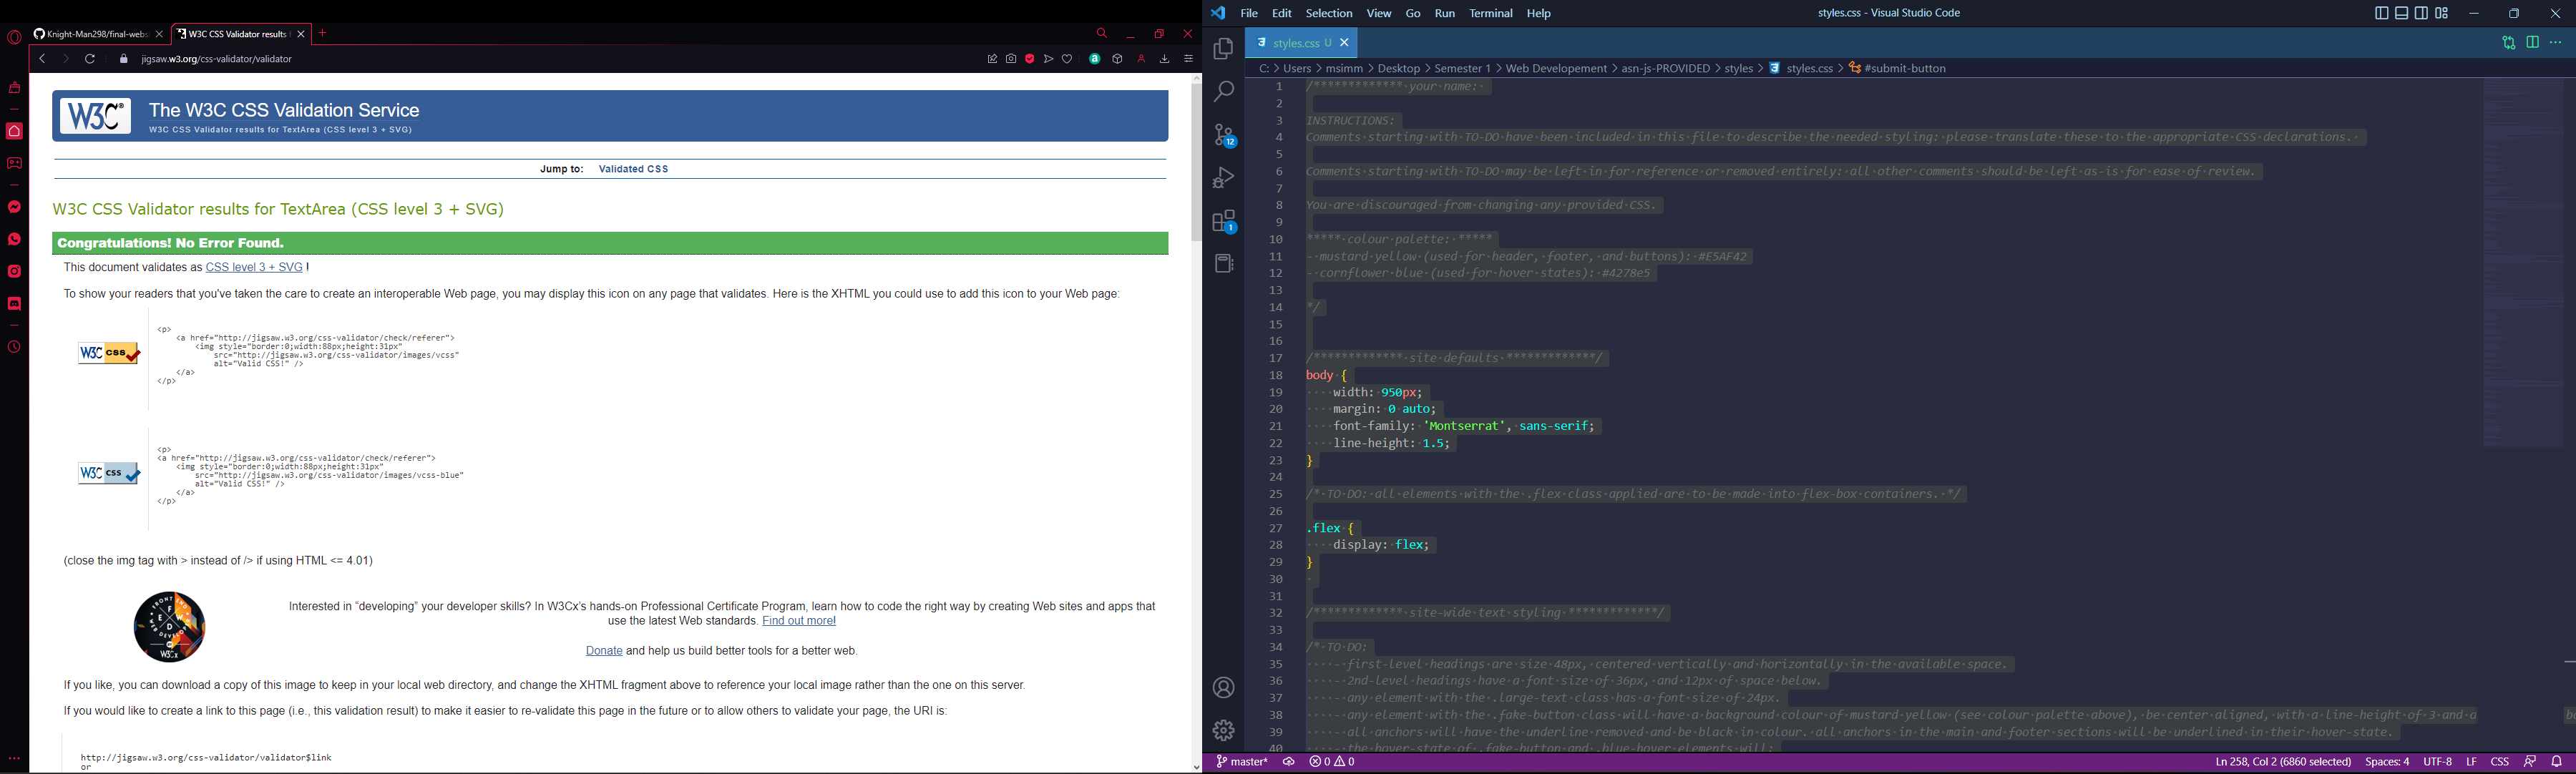 Knight-Man298/final-webs
W3C CSS Validator results f
jigsaw.w3.org/css-validator/validator
W3C®
The W3C CSS Validation Service
W3C CSS Validator results for TextArea (CSS level 3 + SVG)
Jump to: Validated CSS
W3C CSS Validator results for TextArea (CSS level 3 + SVG)
Congratulations! No Error Found.
This document validates as CSS level 3 + SVG !
To show your readers that you've taken the care to create an interoperable Web page, you may display this icon on any page that validates. Here is the XHTML you could use to add this icon to your Web page:
W3C css
<p>
<a href="http://jigsaw.w3.org/css-validator/check/referer">
<img style="border:0;width:88px;height:31px"
src="http://jigsaw.w3.org/css-validator/images/vcss"
alt="Valid CSS!" />
</a>
</p>
W3C css
<p>
<a href="http://jigsaw.w3.org/css-validator/check/referer">
<img style="border:0;width:88px;height:31px"
src="http://jigsaw.w3.org/css-validator/images/vcss-blue"
alt="Valid CSS!" />
</a>
</p>
(close the img tag with > instead of /> if using HTML <= 4.01)
FRONT-END
F E W D
WEB DEVELOPER
W3Cx
Interested in "developing" your developer skills? In W3Cx's hands-on Professional Certificate Program, learn how to code the right way by creating Web sites and apps that
use the latest Web standards. Find out more!
Donate and help us build better tools for a better web.
If you like, you can download a copy of this image to keep in your local web directory, and change the XHTML fragment above to reference your local image rather than the one on this server.
If you would like to create a link to this page (i.e., this validation result) to make it easier to re-validate this page in the future or to allow others to validate your page, the URI is:
http://jigsaw.w3.org/css-validator/validator$link
or
File Edit Selection View Go Run Terminal Help
styles.css - Visual Studio Code
styles.css U
C: > Users > msimm > Desktop > Semester 1 > Web Developement > asn-js-PROVIDED > styles > styles.css > #submit-button
12
1
1 /************* your name:
2
3 INSTRUCTIONS:
4 Comments starting with TO-DO have been included in this file to describe the needed styling: please translate these to the appropriate CSS declarations.
5
6 Comments starting with TO-DO may be left in for reference or removed entirely: all other comments should be left as-is for ease of review.
7
8 You are discouraged from changing any provided CSS.
9
10 ***** colour palette: *****
11 - mustard yellow (used for header, footer, and buttons): #E5AF42
12 - cornflower blue (used for hover states): #4278e5
13
14 */
15
16
17 /************* site defaults *************/
18 body {
19 width: 950px;
20 margin: 0 auto;
21 font-family: 'Montserrat', sans-serif;
22 line-height: 1.5;
23 }
24
25 /* TO DO: all elements with the .flex class applied are to be made into flex-box containers. */
26
27 .flex {
28 display: flex;
29 }
30
31
32 /************* site-wide text styling *************/
33
34 /* TO DO:
35 - first-level headings are size 48px, centered vertically and horizontally in the available space.
36 - 2nd-level headings have a font size of 36px, and 12px of space below.
37 - any element with the .large-text class has a font size of 24px.
38 - any element with the .fake-button class will have a background colour of mustard yellow (see colour palette above), be center aligned, with a line-height of 3 and a bo
39 - all anchors will have the underline removed and be black in colour. all anchors in the main and footer sections will be underlined in their hover-state.
40 - the hover-state of .fake-button and .blue-hover elements will:
master* 0 0
Ln 258, Col 2 (6860 selected) Spaces: 4 UTF-8 LF CSS